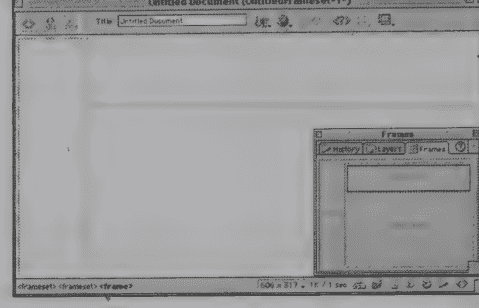 Untitled Document (UntitledFrameset-1*)
Title Untitled Document
Frames
History Layers Frames
<frameset> <frameset> <frame>
606 x 317 1K / 1 sec